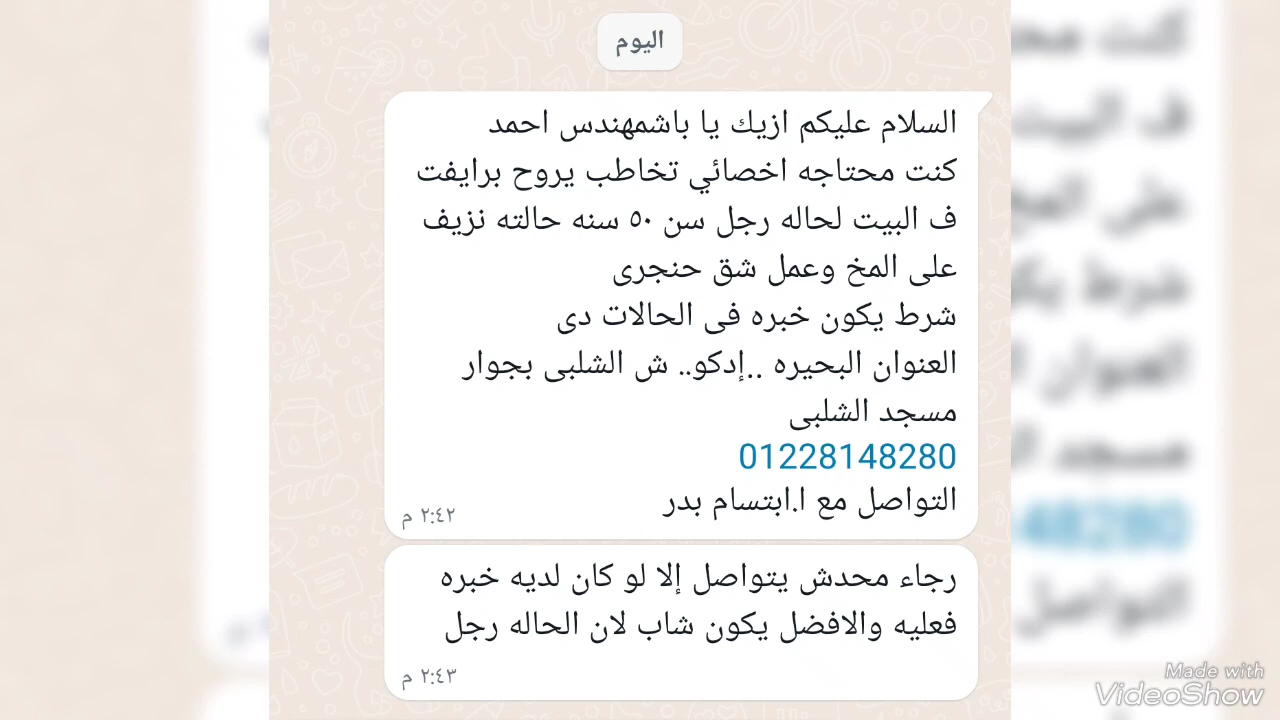 اليوم
السلام عليكم ازيك يا باشمهندس احمد
كنت محتاجه اخصائي تخاطب يروح برايفت
ف البيت لحاله رجل سن ٥٠ سنه حالته نزيف
على المخ وعمل شق حنجرى
شرط يكون خبره فى الحالات دى
العنوان البحيره ..إدكو.. ش الشلبى بجوار
مسجد الشلبى
01228148280
التواصل مع ا.ابتسام بدر
٢:٤٢ م
رجاء محدش يتواصل إلا لو كان لديه خبره
فعليه والافضل يكون شاب لان الحاله رجل
٢:٤٣ م
Made with
VideoShow